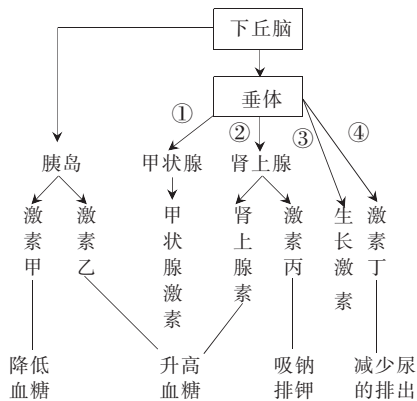 下丘脑
垂体
①
②
③
④
胰岛
甲状腺
肾上腺
激素甲
激素乙
甲状腺激素
肾上腺素
激素丙
生长激素
激素丁
降低
血糖
升高
血糖
吸钠
排钾
减少尿
的排出